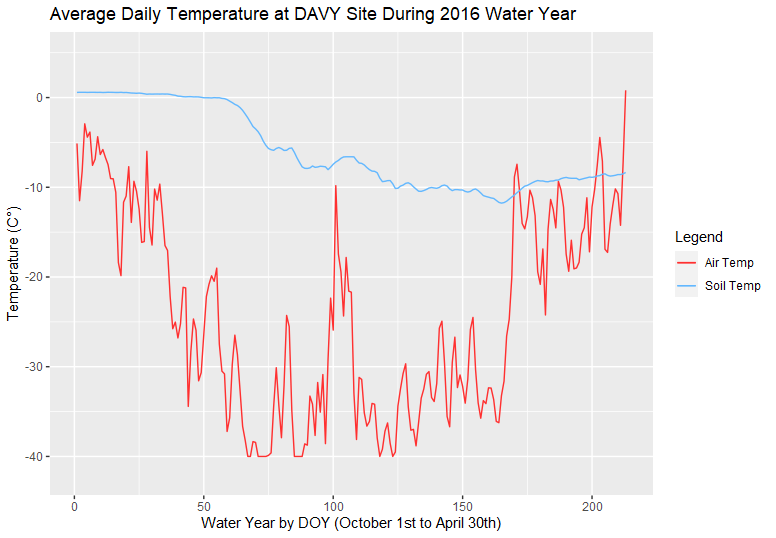 Average Daily Temperature at DAVY Site During 2016 Water Year
Temperature (C°)
0
-10
-20
-30
-40
0 50 100 150 200
Water Year by DOY (October 1st to April 30th)
Legend
Air Temp
Soil Temp